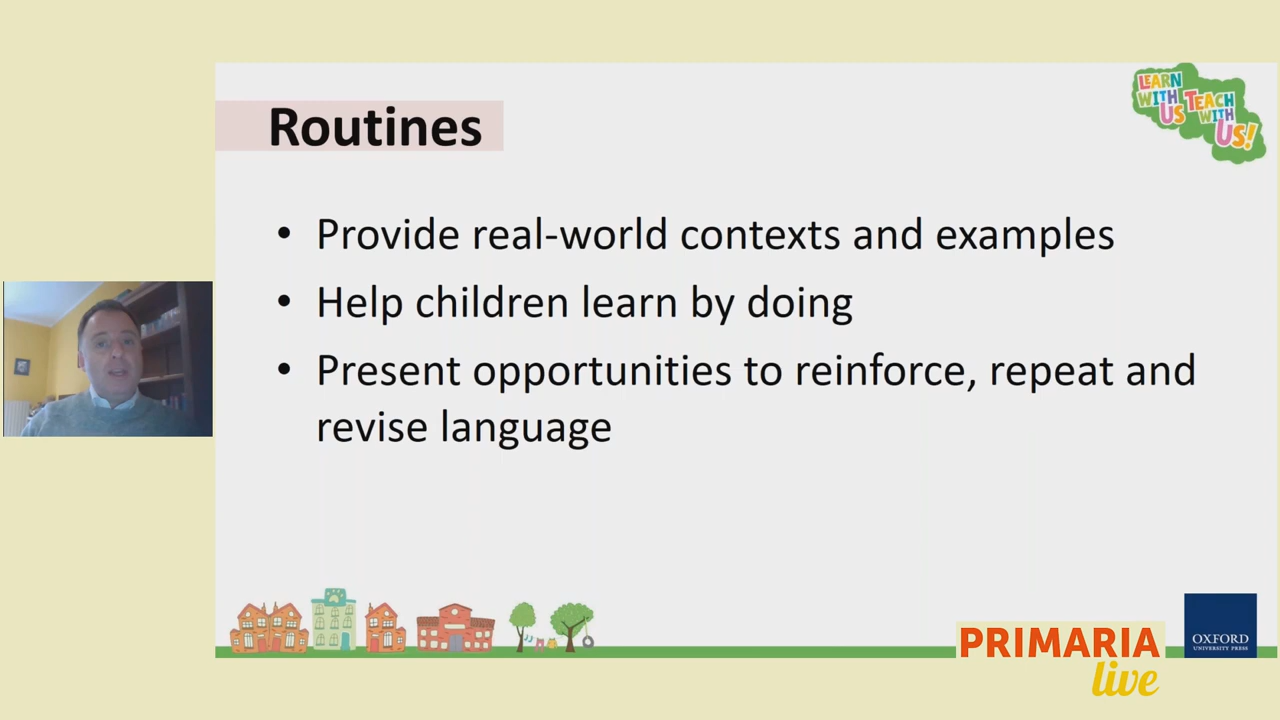 LEARN
WITH
US TEACH
WITH
US!
Routines
• Provide real-world contexts and examples
• Help children learn by doing
• Present opportunities to reinforce, repeat and
revise language
PRIMARIA
live
OXFORD
UNIVERSITY PRESS